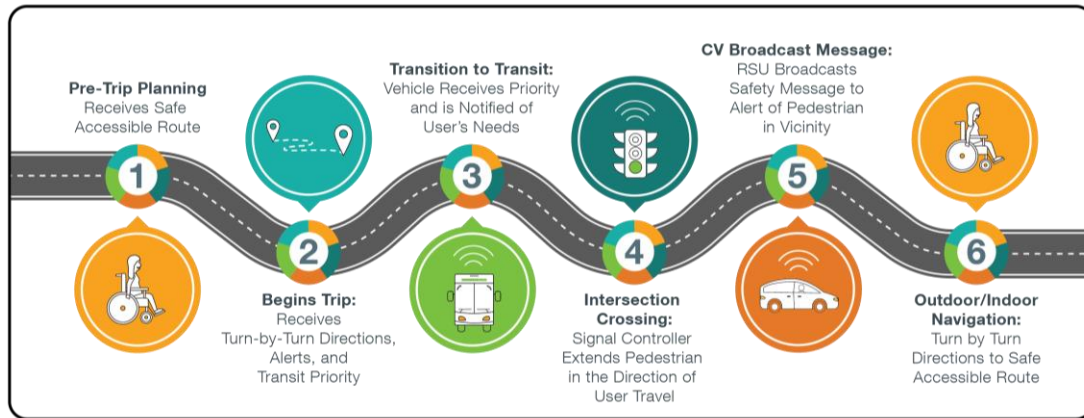 1
Pre-Trip Planning
Receives Safe
Accessible Route
2
Begins Trip:
Receives
Turn-by-Turn Directions,
Alerts, and
Transit Priority
3
Transition to Transit:
Vehicle Receives Priority
and is Notified of
User's Needs
4
Intersection
Crossing:
Signal Controller
Extends Pedestrian
in the Direction of
User Travel
5
CV Broadcast Message:
RSU Broadcasts
Safety Message to
Alert of Pedestrian
in Vicinity
6
Outdoor/Indoor
Navigation:
Turn by Turn
Directions to Safe
Accessible Route